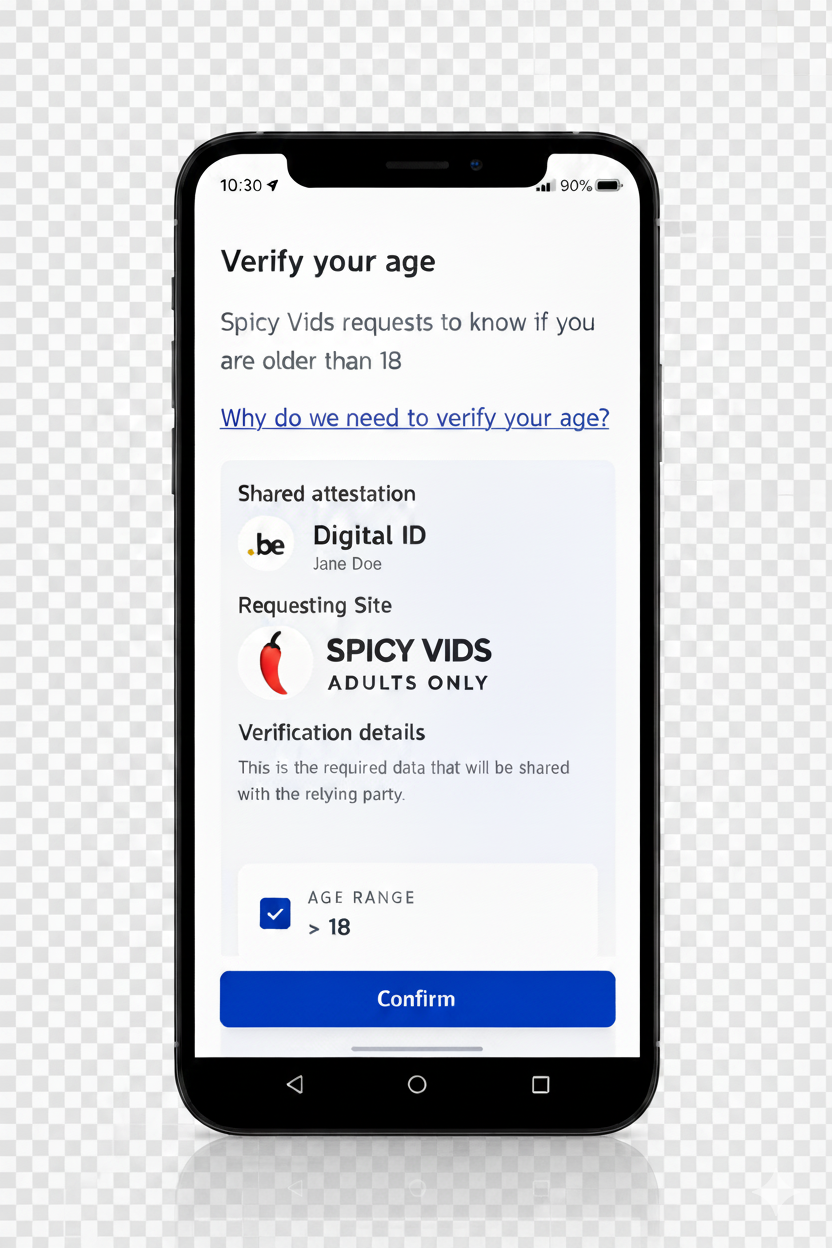 10:30
90%
Verify your age
Spicy Vids requests to know if you
are older than 18
Why do we need to verify your age?
Shared attestation
.be
Digital ID
Jane Doe
Requesting Site
SPICY VIDS
ADULTS ONLY
Verification details
This is the required data that will be shared
with the relying party.
AGE RANGE
> 18
Confirm